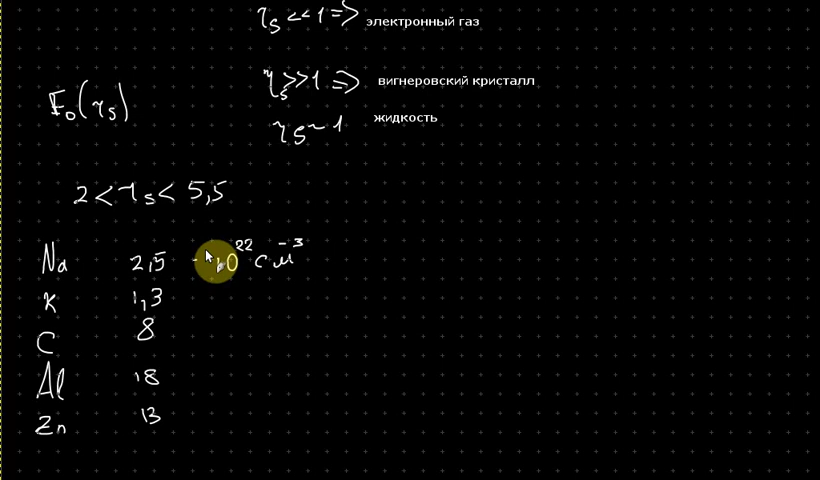 r_s << 1 => электронный газ
r_s >> 1 => вигнеровский кристалл
E_0(r_s)
r_s ~ 1 жидкость
2 < r_s < 5,5
Na 2,5 · 10^22 см^-3
K 1,3
C 8
Al 18
Zn 13